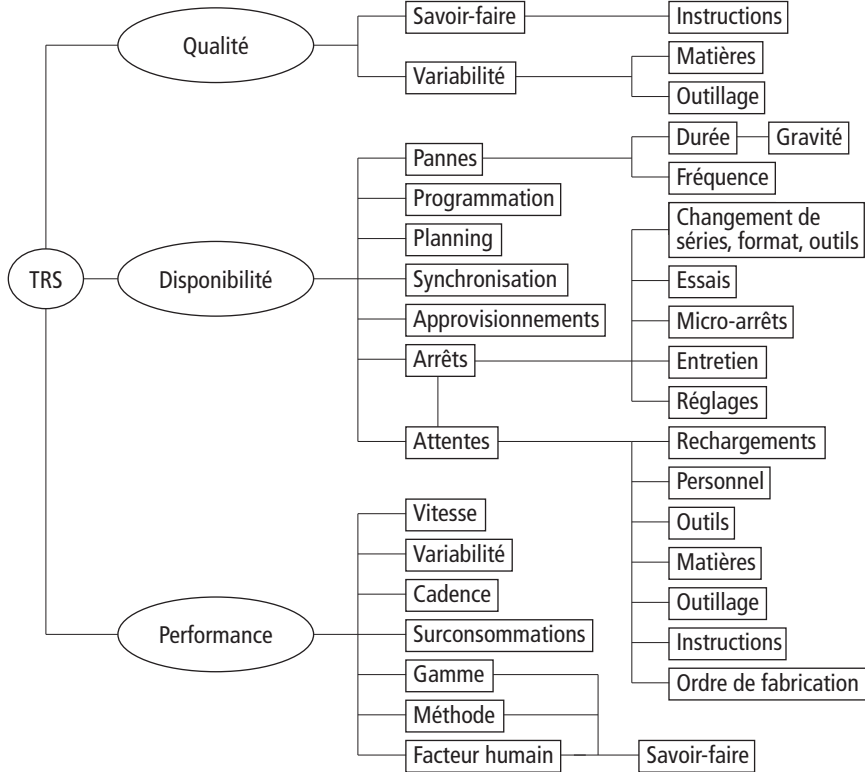 Savoir-faire
Instructions
Qualité
Matières
Variabilité
Outillage
Durée
Gravité
Pannes
Fréquence
Programmation
Changement de
séries, format, outils
Planning
TRS
Disponibilité
Synchronisation
Essais
Approvisionnements
Micro-arrêts
Arrêts
Entretien
Réglages
Attentes
Rechargements
Personnel
Vitesse
Outils
Variabilité
Matières
Cadence
Outillage
Performance
Surconsommations
Instructions
Gamme
Ordre de fabrication
Méthode
Facteur humain
Savoir-faire